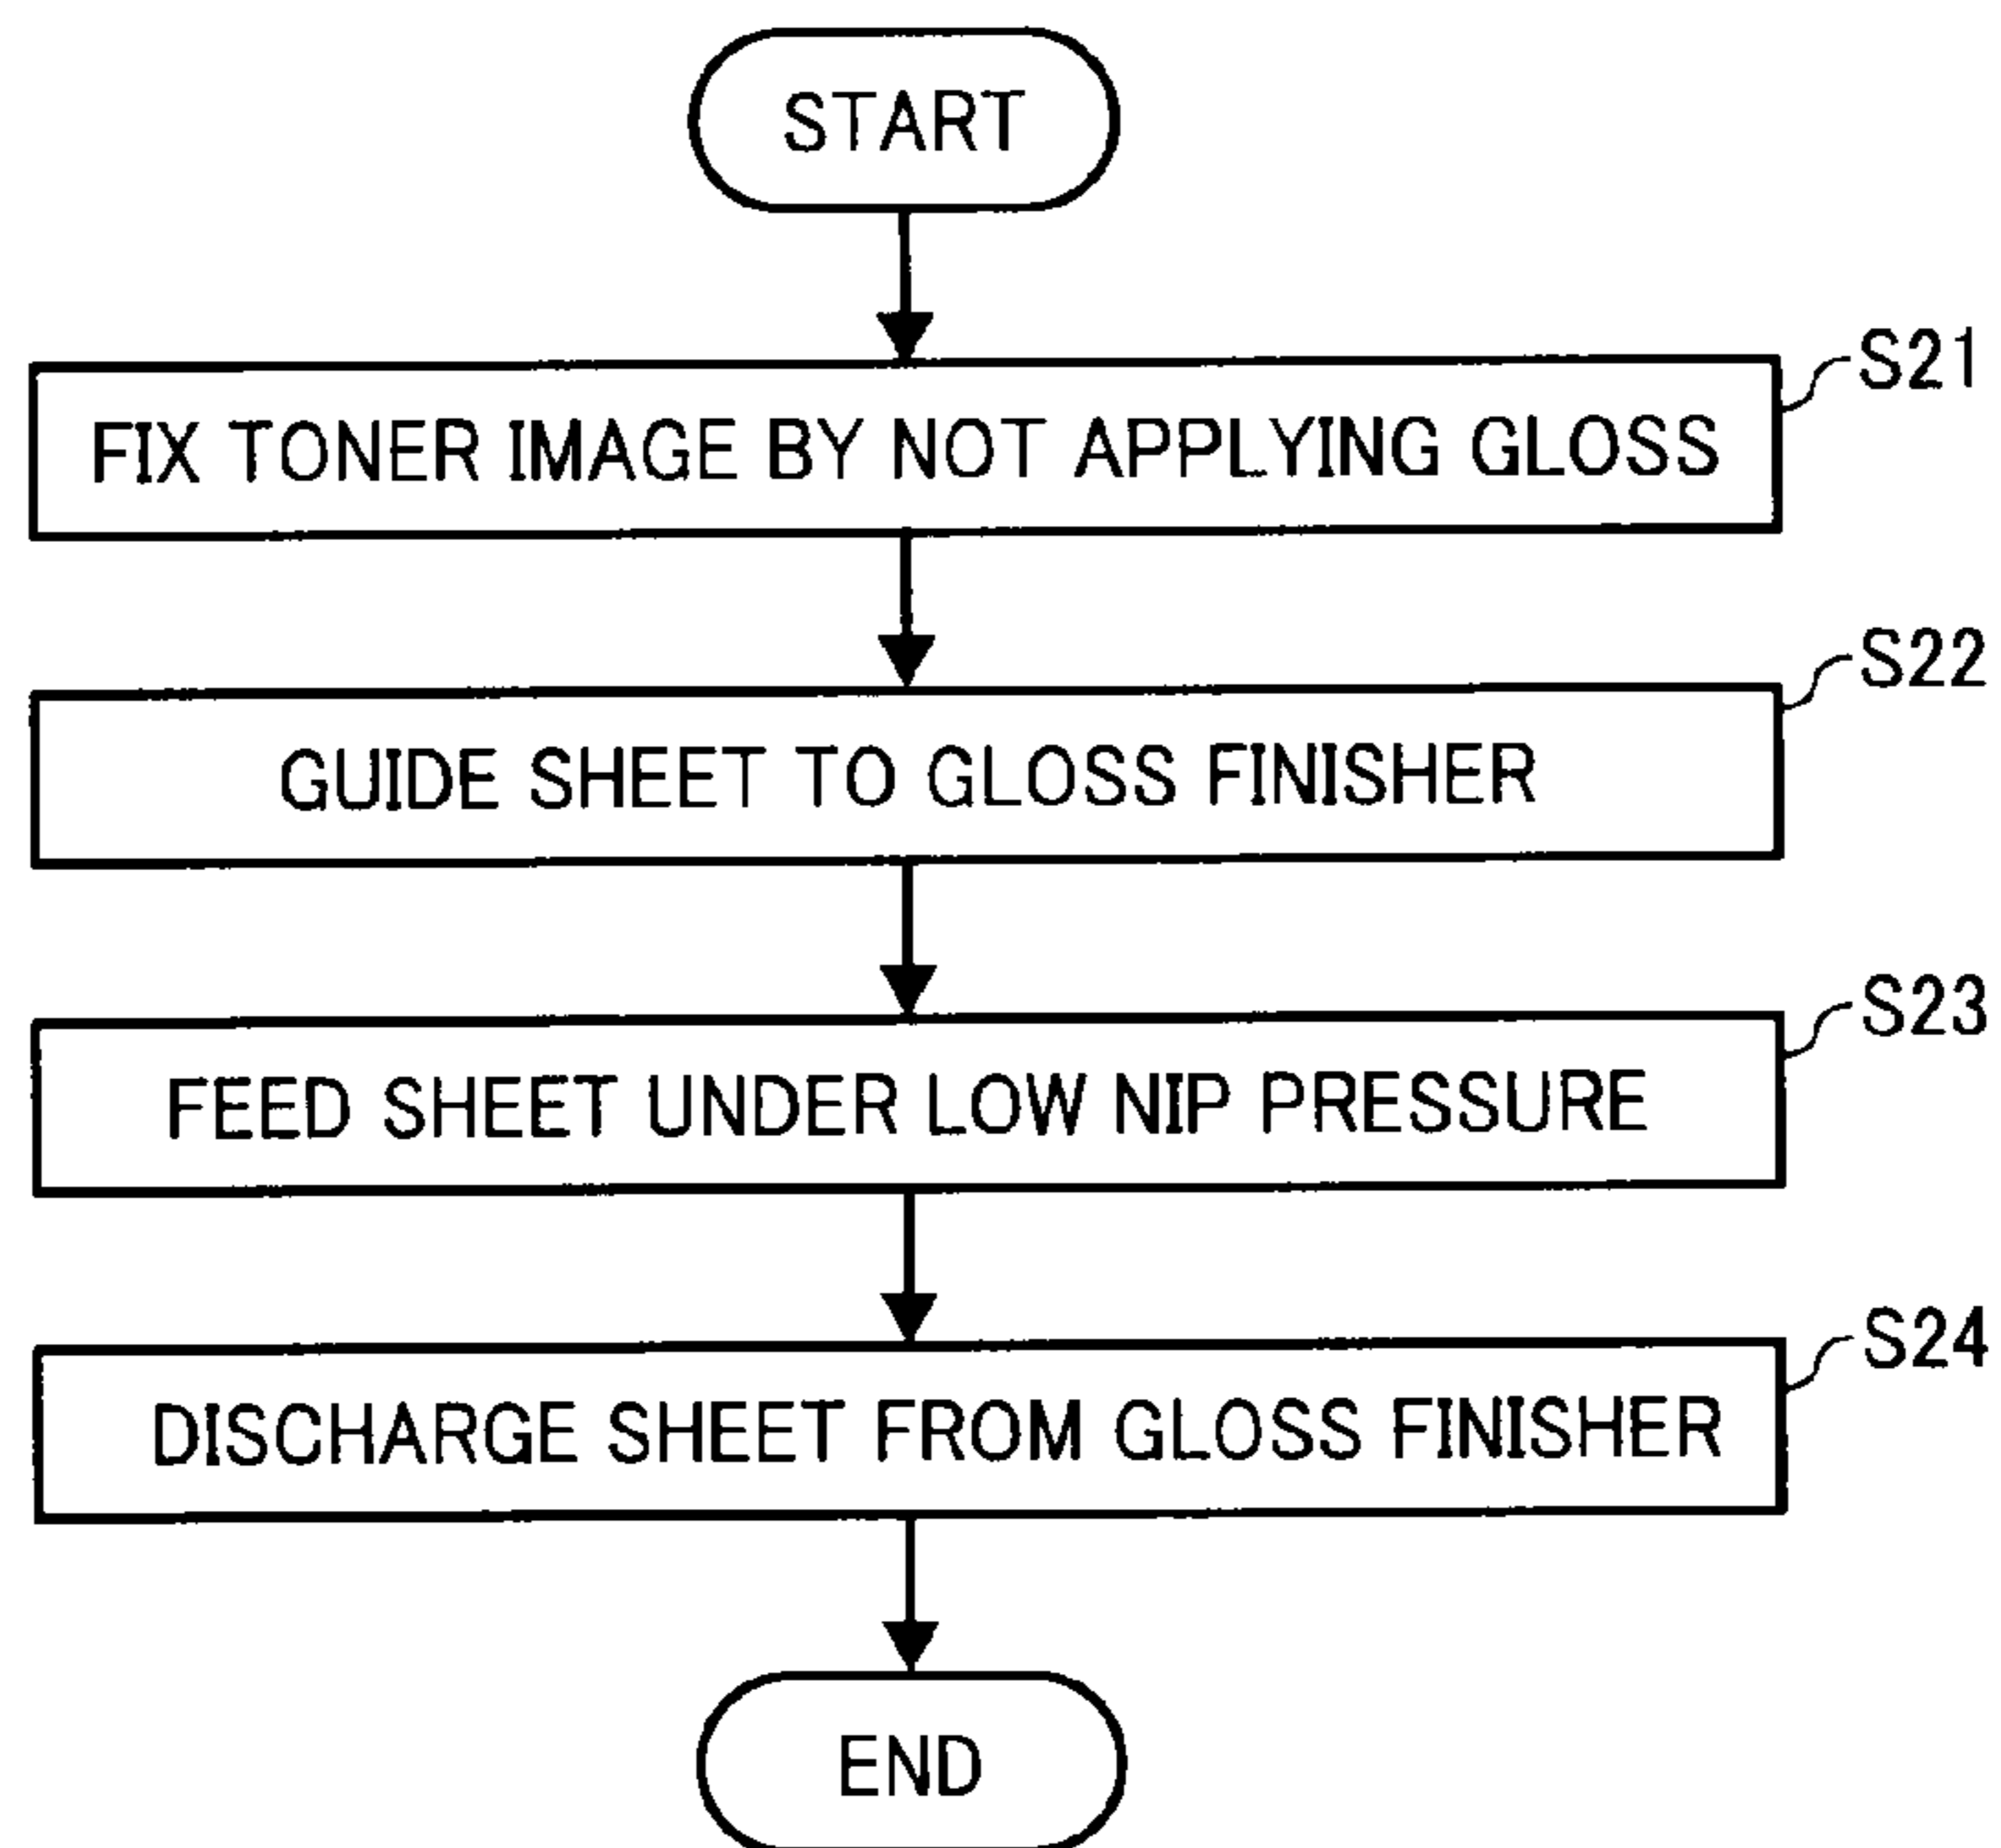 START
S21
FIX TONER IMAGE BY NOT APPLYING GLOSS
S22
GUIDE SHEET TO GLOSS FINISHER
S23
FEED SHEET UNDER LOW NIP PRESSURE
S24
DISCHARGE SHEET FROM GLOSS FINISHER
END